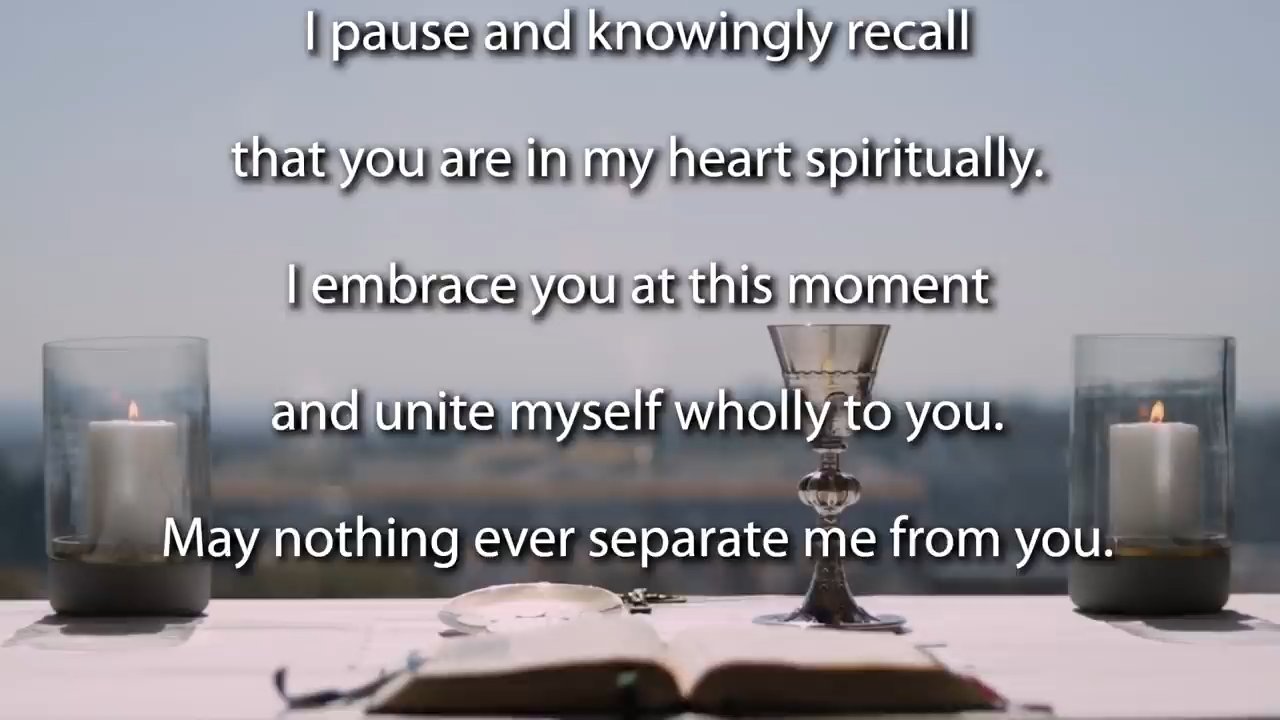 I pause and knowingly recall
that you are in my heart spiritually.
I embrace you at this moment
and unite myself wholly to you.
May nothing ever separate me from you.